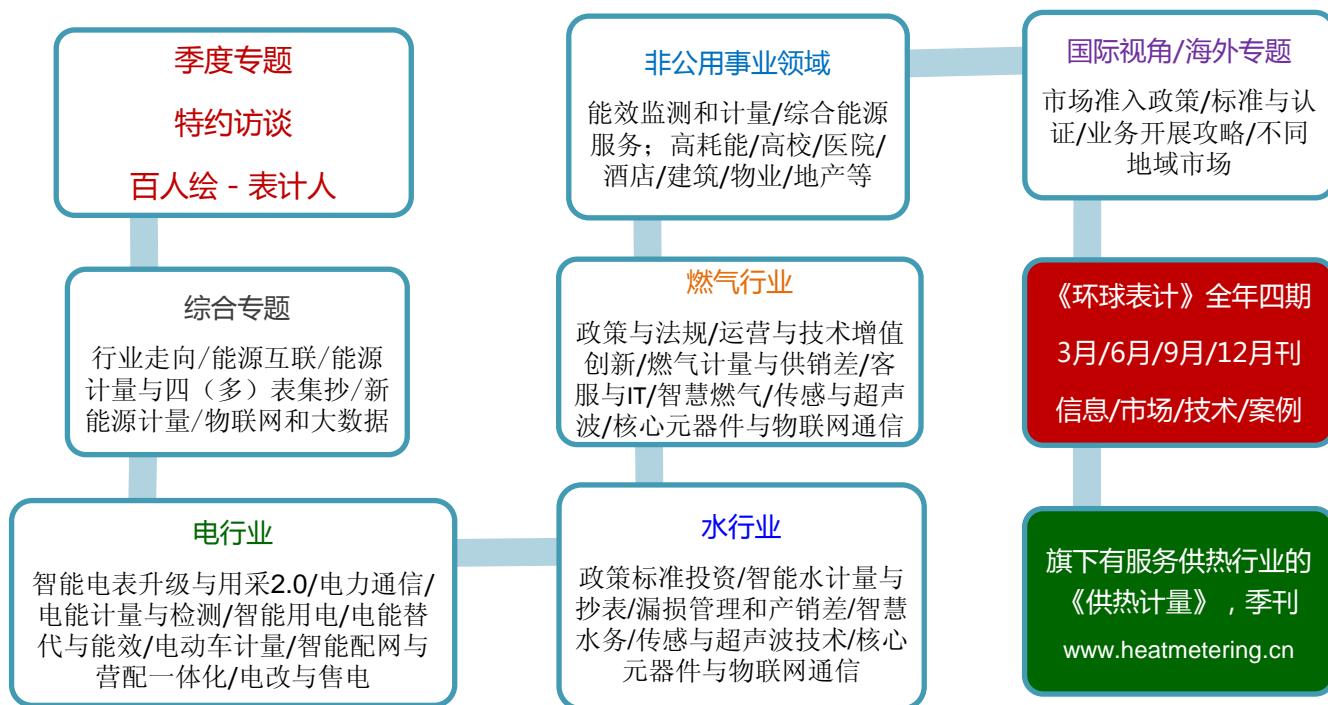 季度专题
特约访谈
百人绘 - 表计人
综合专题
行业走向/能源互联/能源
计量与四（多）表集抄/新
能源计量/物联网和大数据
电行业
智能电表升级与用采2.0/电力通信/
电能计量与检测/智能用电/电能替
代与能效/电动车计量/智能配网与
营配一体化/电改与售电
水行业
政策标准投资/智能水计量与
抄表/漏损管理和产销差/智慧
水务/传感与超声波技术/核心
元器件与物联网通信
燃气行业
政策与法规/运营与技术增值
创新/燃气计量与供销差/客
服与IT/智慧燃气/传感与超声
波/核心元器件与物联网通信
非公用事业领域
能效监测和计量/综合能源
服务；高耗能/高校/医院/
酒店/建筑/物业/地产等
国际视角/海外专题
市场准入政策/标准与认
证/业务开展攻略/不同
地域市场
《环球表计》全年四期
3月/6月/9月/12月刊
信息/市场/技术/案例
旗下有服务供热行业的
《供热计量》，季刊
www.heatmetering.cn